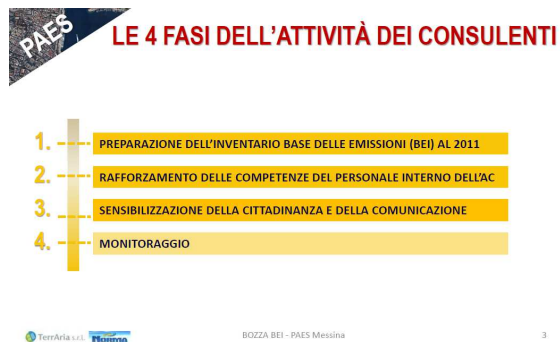 PAES
LE 4 FASI DELL'ATTIVITÀ DEI CONSULENTI
1. PREPARAZIONE DELL'INVENTARIO BASE DELLE EMISSIONI (BEI) AL 2011
2. RAFFORZAMENTO DELLE COMPETENZE DEL PERSONALE INTERNO DELL'AC
3. SENSIBILIZZAZIONE DELLA CITTADINANZA E DELLA COMUNICAZIONE
4. MONITORAGGIO
TerrAria s.r.l. BOZZA BEI - PAES Messina 3